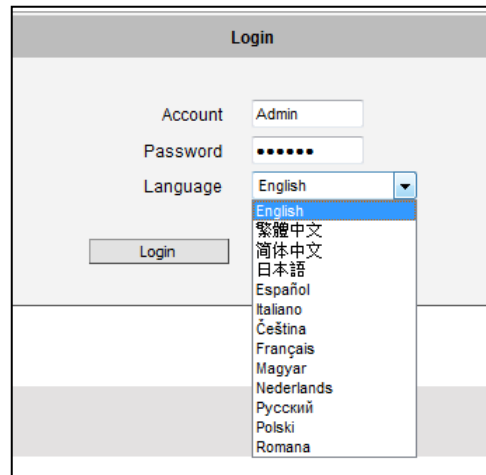 Login
Account Admin
Password ••••••
Language English
English
繁體中文
Login
简体中文
日本語
Español
Italiano
Čeština
Français
Magyar
Nederlands
Русский
Polski
Romana